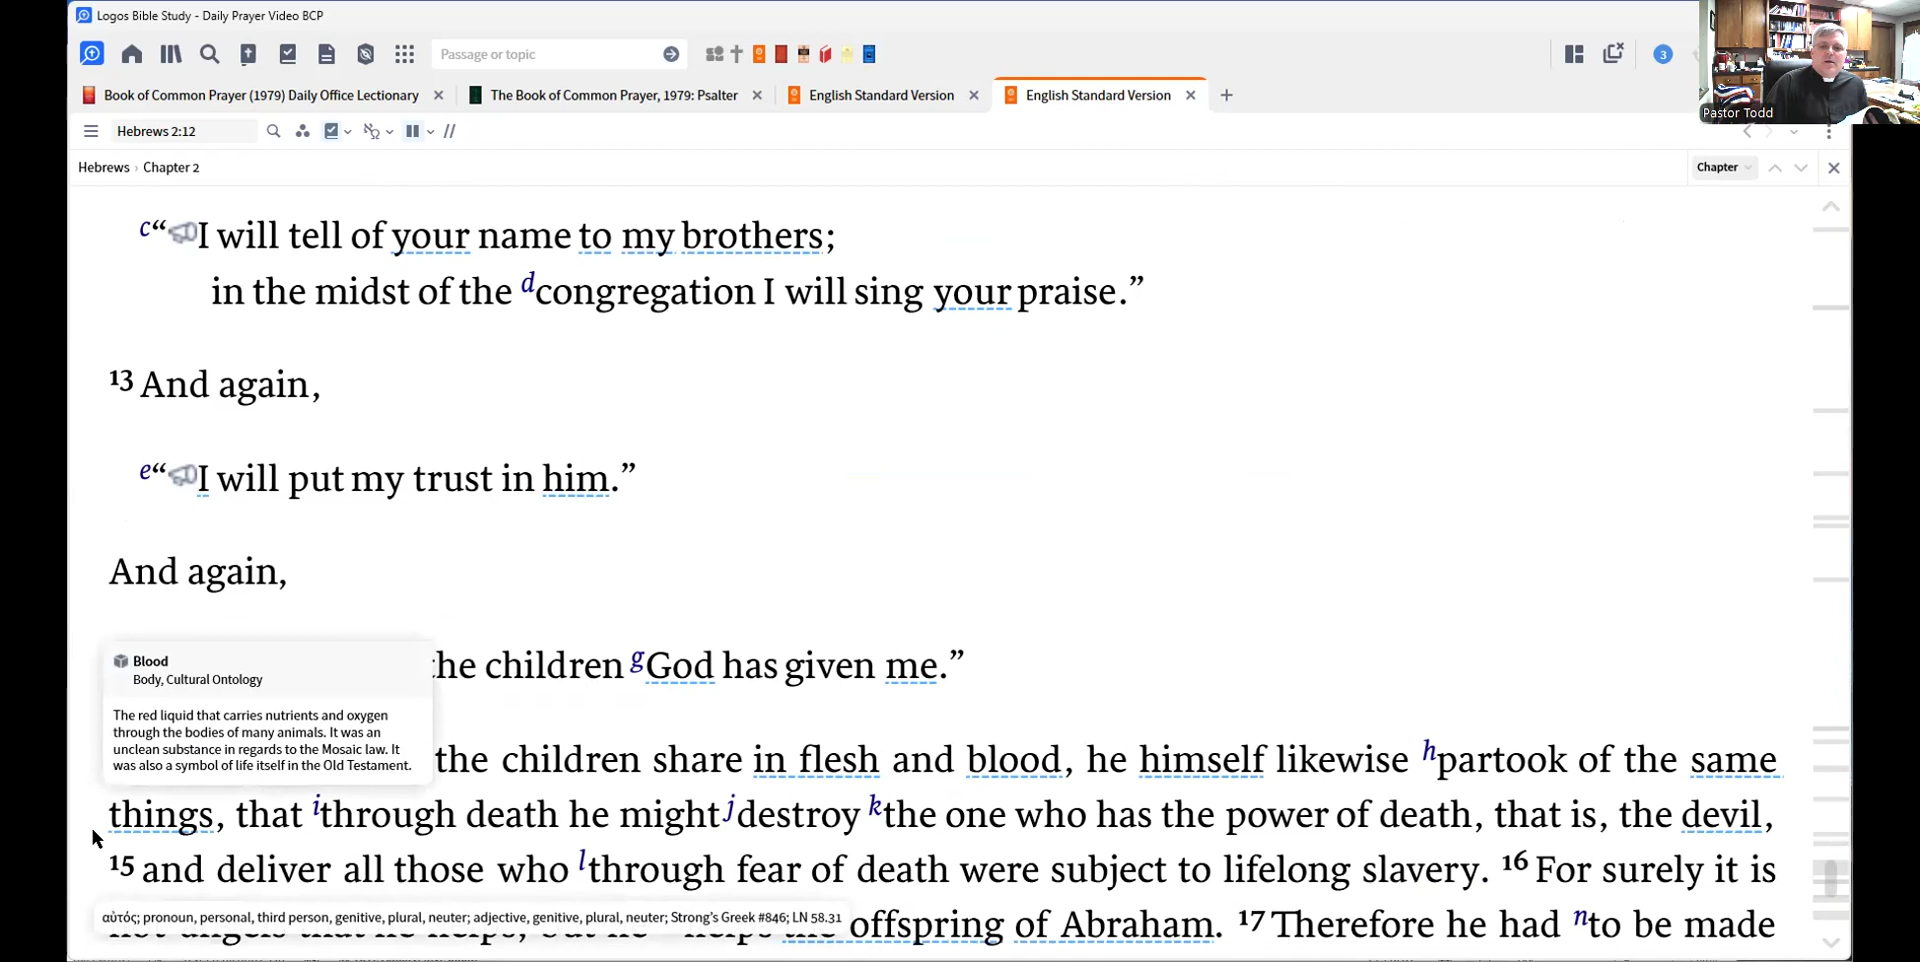 Logos Bible Study - Daily Prayer Video BCP
Passage or topic
3
Pastor Todd
Book of Common Prayer (1979) Daily Office Lectionary
The Book of Common Prayer, 1979: Psalter
English Standard Version
English Standard Version
Hebrews 2:12
Hebrews › Chapter 2
Chapter
c“I will tell of your name to my brothers;
in the midst of the dcongregation I will sing your praise.”
13 And again,
e“I will put my trust in him.”
And again,
the children gGod has given me.”
Blood
Body, Cultural Ontology
The red liquid that carries nutrients and oxygen
through the bodies of many animals. It was an
unclean substance in regards to the Mosaic law. It
was also a symbol of life itself in the Old Testament.
the children share in flesh and blood, he himself likewise hpartook of the same
things, that ithrough death he might jdestroy kthe one who has the power of death, that is, the devil,
15 and deliver all those who lthrough fear of death were subject to lifelong slavery. 16 For surely it is
αὐτός; pronoun, personal, third person, genitive, plural, neuter; adjective, genitive, plural, neuter; Strong’s Greek #846; LN 58.31
not angels that he helps, but he helps the offspring of Abraham. 17 Therefore he had nto be made